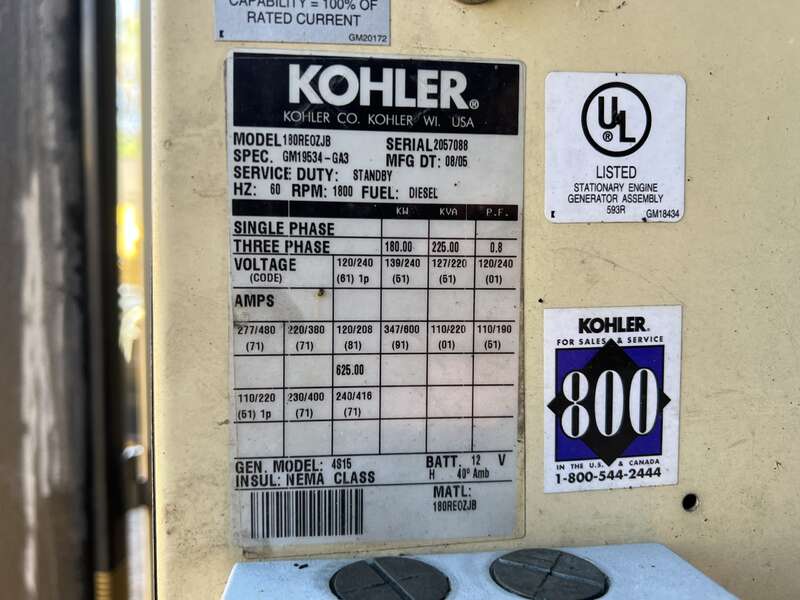 CAPABILITY = 100% OF
RATED CURRENT
GM20172
KOHLER®
KOHLER CO. KOHLER WI. USA
MODEL 180REOZJB SERIAL 2057088
SPEC. GM19534-GA3 MFG DT: 08/05
SERVICE DUTY: STANDBY
HZ: 60 RPM: 1800 FUEL: DIESEL
KW KVA P.F.
SINGLE PHASE
THREE PHASE 180.00 225.00 0.8
VOLTAGE 120/240 139/240 127/220 120/240
(CODE) (61) 1p (51) (61) (01)
AMPS
277/480 220/380 120/208 347/600 110/220 110/190
(71) (71) (81) (91) (01) (51)
625.00
110/220 230/400 240/416
(51) 1p (71) (71)
GEN. MODEL: 4S15 BATT. 12 V
INSUL: NEMA CLASS H 40° Amb
MATL:
180REOZJB
UL
LISTED
STATIONARY ENGINE
GENERATOR ASSEMBLY
593R
GM18434
KOHLER®
FOR SALES & SERVICE
800
IN THE U.S. & CANADA
1-800-544-2444